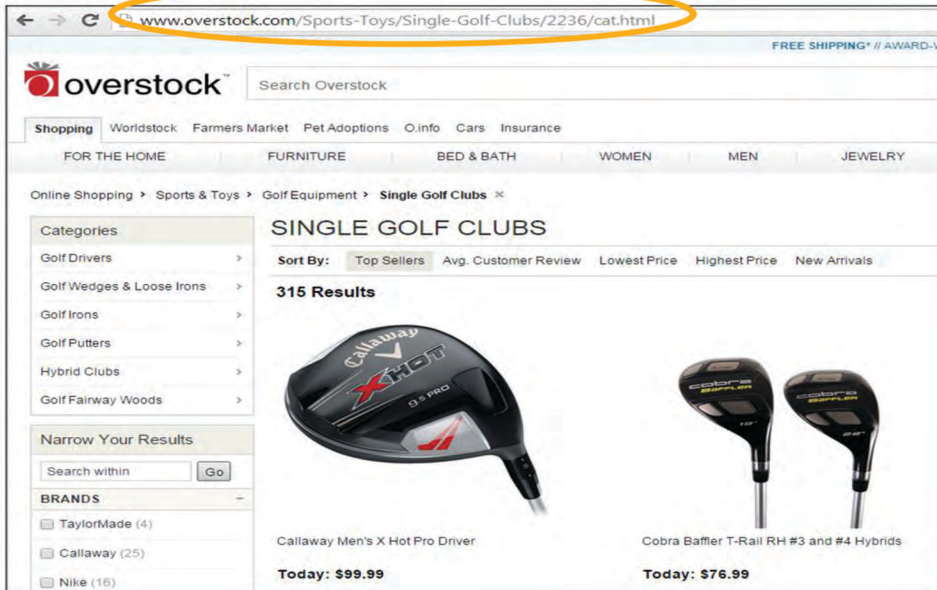 www.overstock.com/Sports-Toys/Single-Golf-Clubs/2236/cat.html
FREE SHIPPING* // AWARD-
overstock™
Search Overstock
Shopping Worldstock Farmers Market Pet Adoptions O.info Cars Insurance
FOR THE HOME FURNITURE BED & BATH WOMEN MEN JEWELRY
Online Shopping > Sports & Toys > Golf Equipment > Single Golf Clubs ×
Categories
Golf Drivers >
Golf Wedges & Loose Irons >
Golf Irons >
Golf Putters >
Hybrid Clubs >
Golf Fairway Woods >
Narrow Your Results
Search within Go
BRANDS −
TaylorMade (4)
Callaway (25)
Nike (16)
SINGLE GOLF CLUBS
Sort By: Top Sellers Avg. Customer Review Lowest Price Highest Price New Arrivals
315 Results
Callaway
XHOT
9.5 PRO
cobra
BAFFLER
19°
cobra
BAFFLER
22°
Callaway Men's X Hot Pro Driver
Today: $99.99
Cobra Baffler T-Rail RH #3 and #4 Hybrids
Today: $76.99